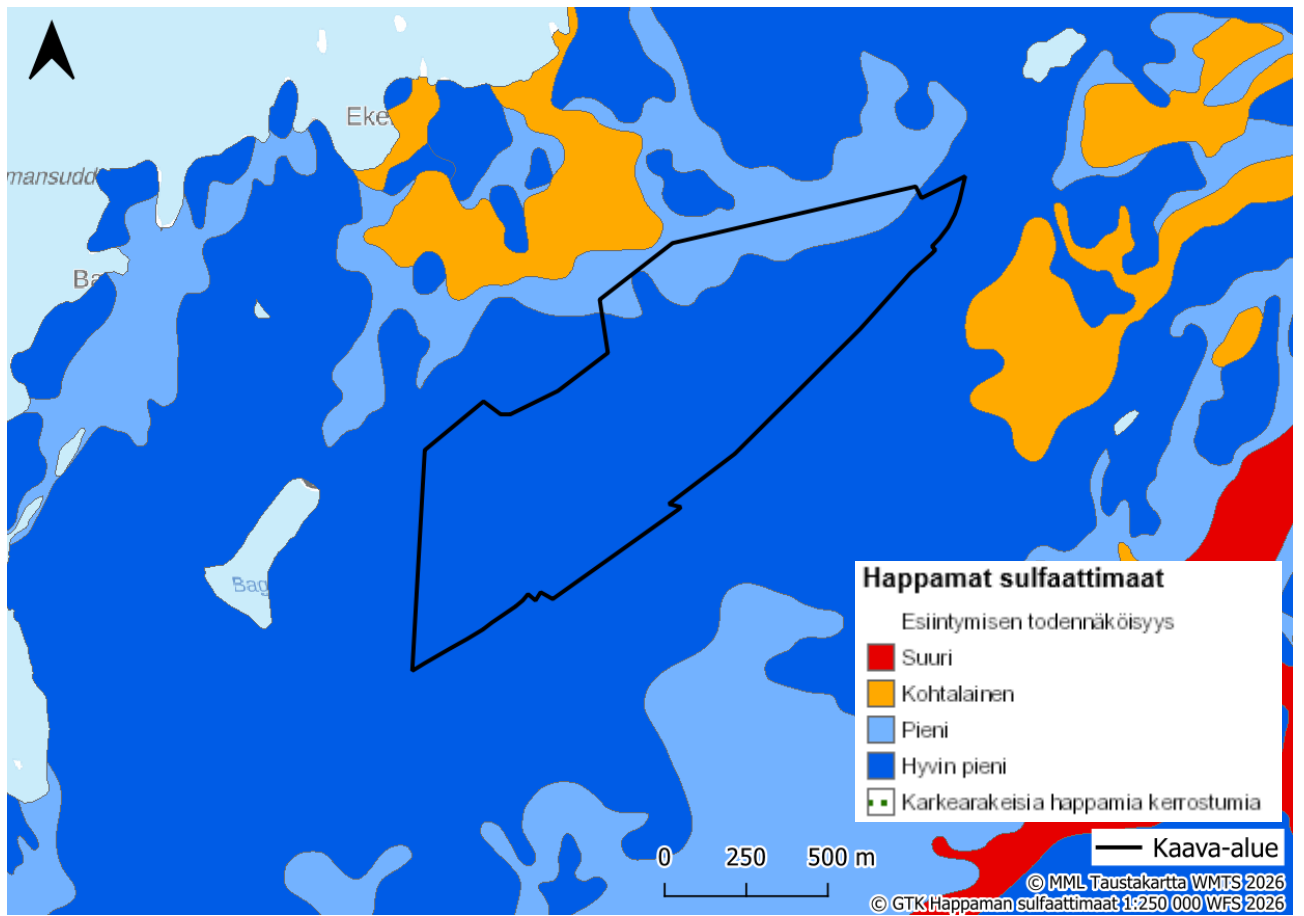 Eke
mansudd
Ba
Bag
Happamat sulfaattimaat
Esiintymisen todennäköisyys
Suuri
Kohtalainen
Pieni
Hyvin pieni
Karkearakeisia happamia kerrostumia
0 250 500 m
Kaava-alue
© MML Taustakartta WMTS 2026
© GTK Happaman sulfaattimaat 1:250 000 WFS 2026